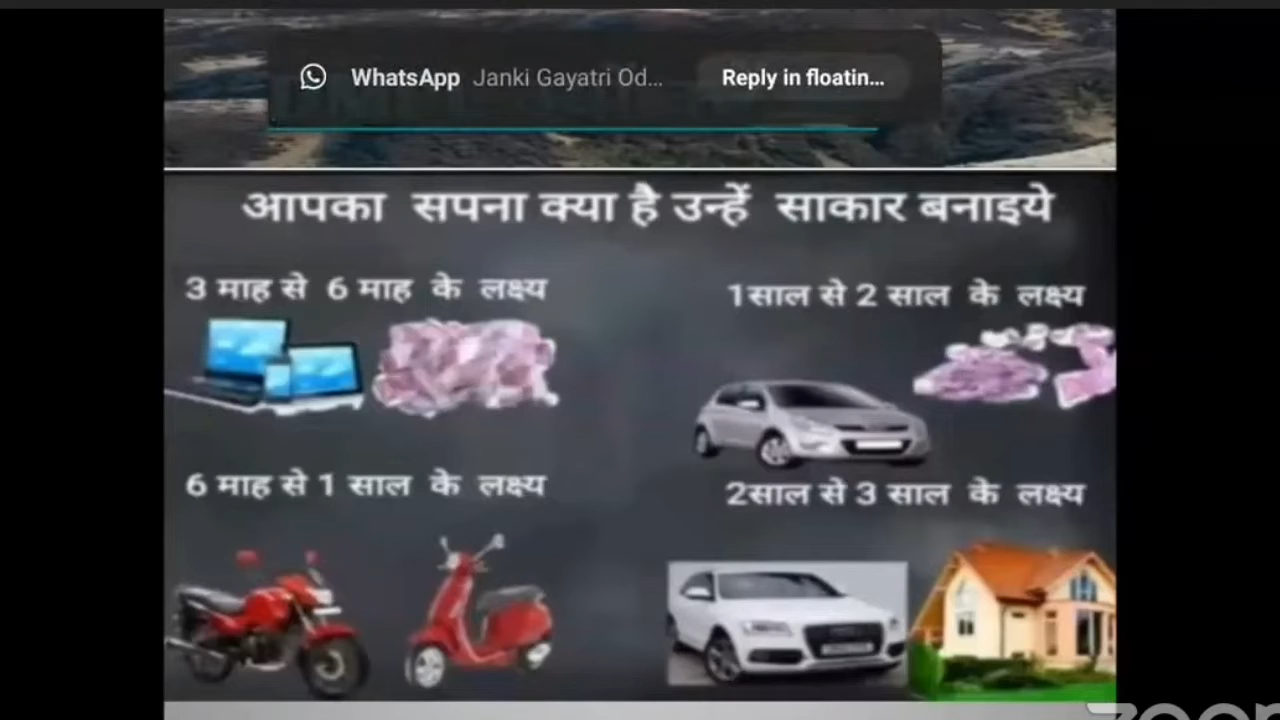 WhatsApp Janki Gayatri Od... Reply in floatin...
आपका सपना क्या है उन्हें साकार बनाइये
3 माह से 6 माह के लक्ष्य
1साल से 2 साल के लक्ष्य
6 माह से 1 साल के लक्ष्य
2साल से 3 साल के लक्ष्य
zoom